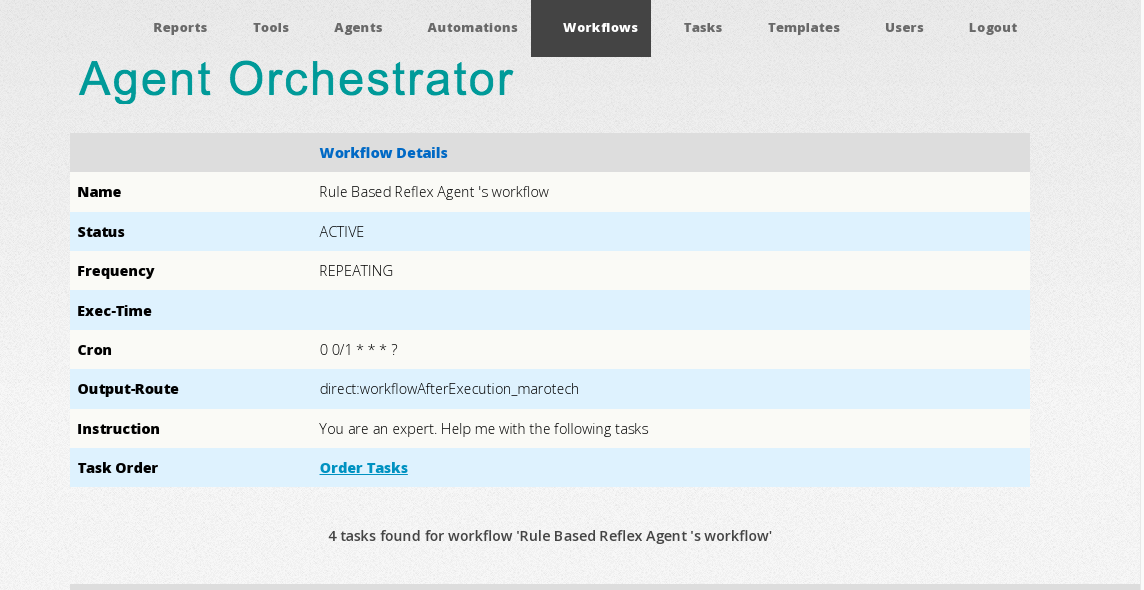 Reports Tools Agents Automations Workflows Tasks Templates Users Logout
Agent Orchestrator
Workflow Details
Name Rule Based Reflex Agent 's workflow
Status ACTIVE
Frequency REPEATING
Exec-Time
Cron 0 0/1 * * * ?
Output-Route direct:workflowAfterExecution_marotech
Instruction You are an expert. Help me with the following tasks
Task Order Order Tasks
4 tasks found for workflow 'Rule Based Reflex Agent 's workflow'